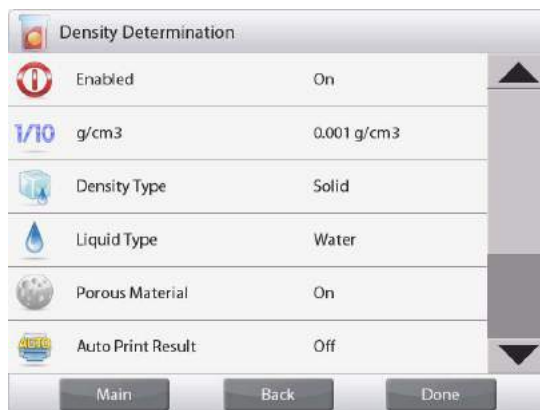 Density Determination
Enabled On
1/10 g/cm3 0.001 g/cm3
Density Type Solid
Liquid Type Water
Porous Material On
AUTO Auto Print Result Off
Main Back Done